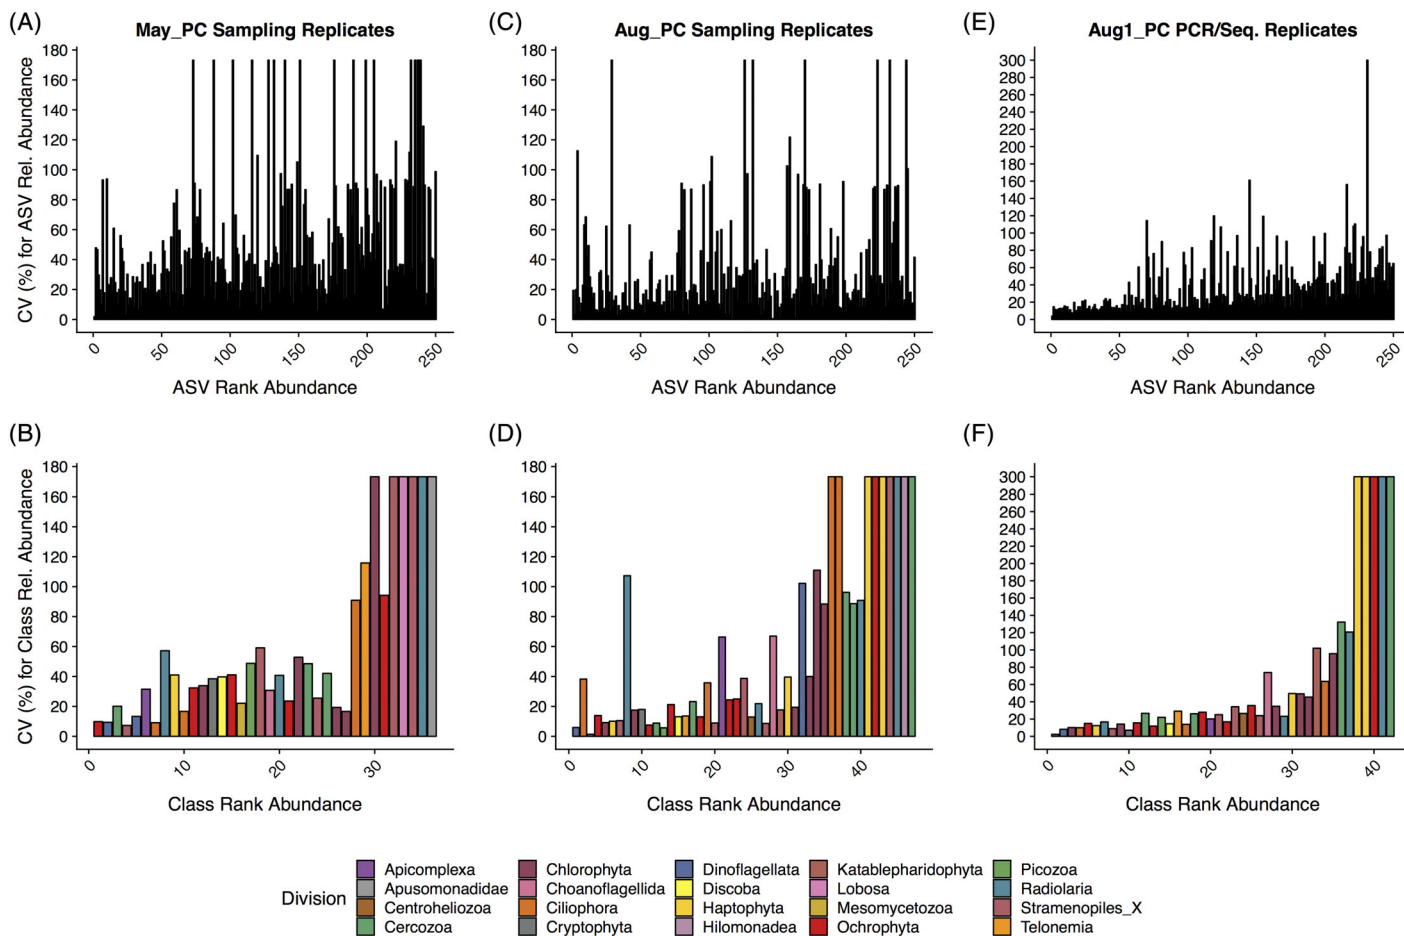 (A)
May_PC Sampling Replicates
CV (%) for ASV Rel. Abundance
180
160
140
120
100
80
60
40
20
0
0
50
100
150
200
250
ASV Rank Abundance
(C)
Aug_PC Sampling Replicates
180
160
140
120
100
80
60
40
20
0
0
50
100
150
200
250
ASV Rank Abundance
(E)
Aug1_PC PCR/Seq. Replicates
300
280
260
240
220
200
180
160
140
120
100
80
60
40
20
0
0
50
100
150
200
250
ASV Rank Abundance
(B)
CV (%) for Class Rel. Abundance
180
160
140
120
100
80
60
40
20
0
0
10
20
30
Class Rank Abundance
(D)
180
160
140
120
100
80
60
40
20
0
0
10
20
30
40
Class Rank Abundance
(F)
300
280
260
240
220
200
180
160
140
120
100
80
60
40
20
0
0
10
20
30
40
Class Rank Abundance
Division
Apicomplexa
Apusomonadidae
Centroheliozoa
Cercozoa
Chlorophyta
Choanoflagellida
Ciliophora
Cryptophyta
Dinoflagellata
Discoba
Haptophyta
Hilomonadea
Katablepharidophyta
Lobosa
Mesomycetozoa
Ochrophyta
Picozoa
Radiolaria
Stramenopiles_X
Telonemia